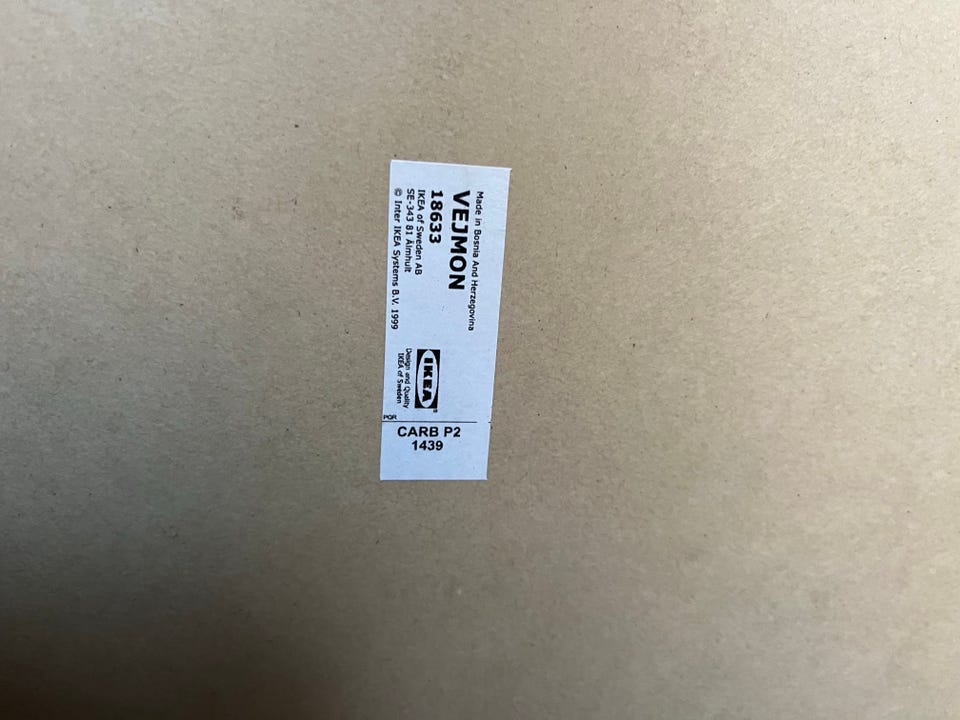 Made in Bosnia And Herzegovina
VEJMON
18633
IKEA of Sweden AB
SE-343 81 Älmhult
© Inter IKEA Systems B.V. 1999
IKEA®
Design and Quality
IKEA of Sweden
PQR
CARB P2
1439